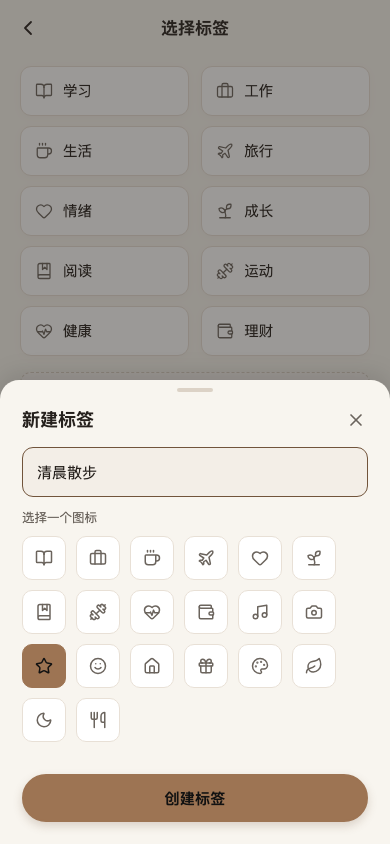 选择标签
学习
工作
生活
旅行
情绪
成长
阅读
运动
健康
理财
新建标签
清晨散步
选择一个图标
创建标签